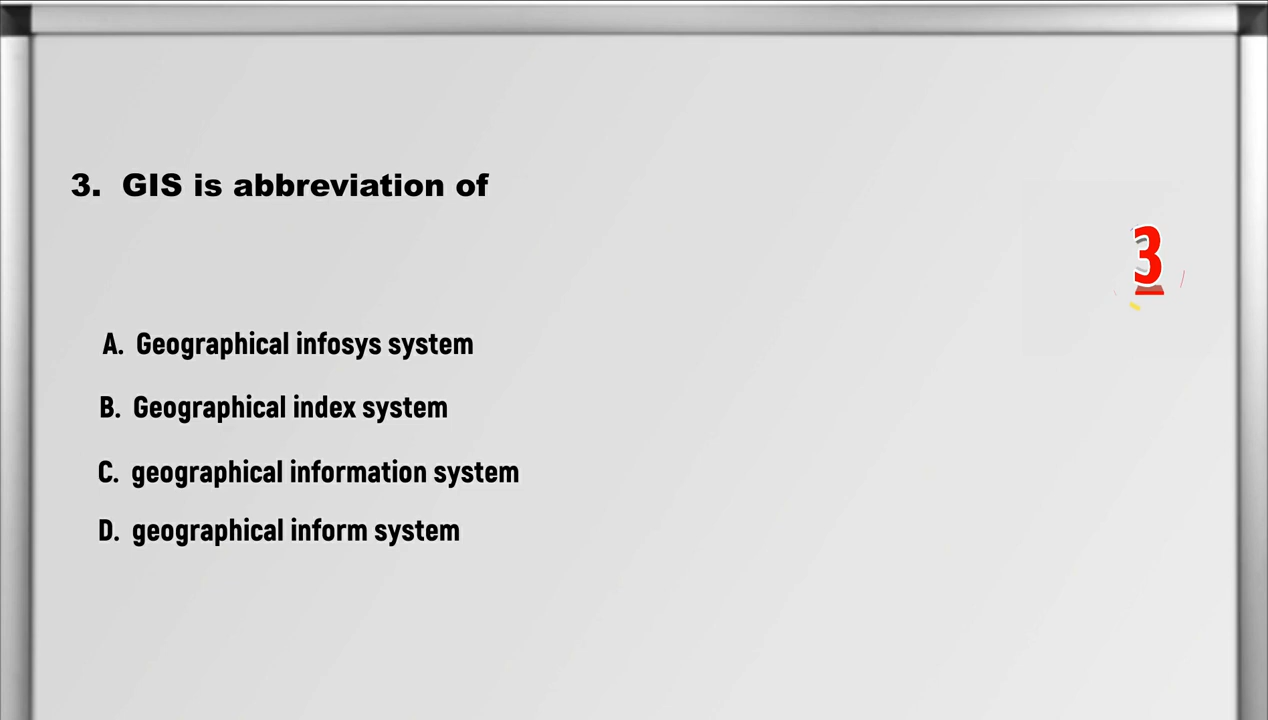 3. GIS is abbreviation of
3
A. Geographical infosys system
B. Geographical index system
C. geographical information system
D. geographical inform system